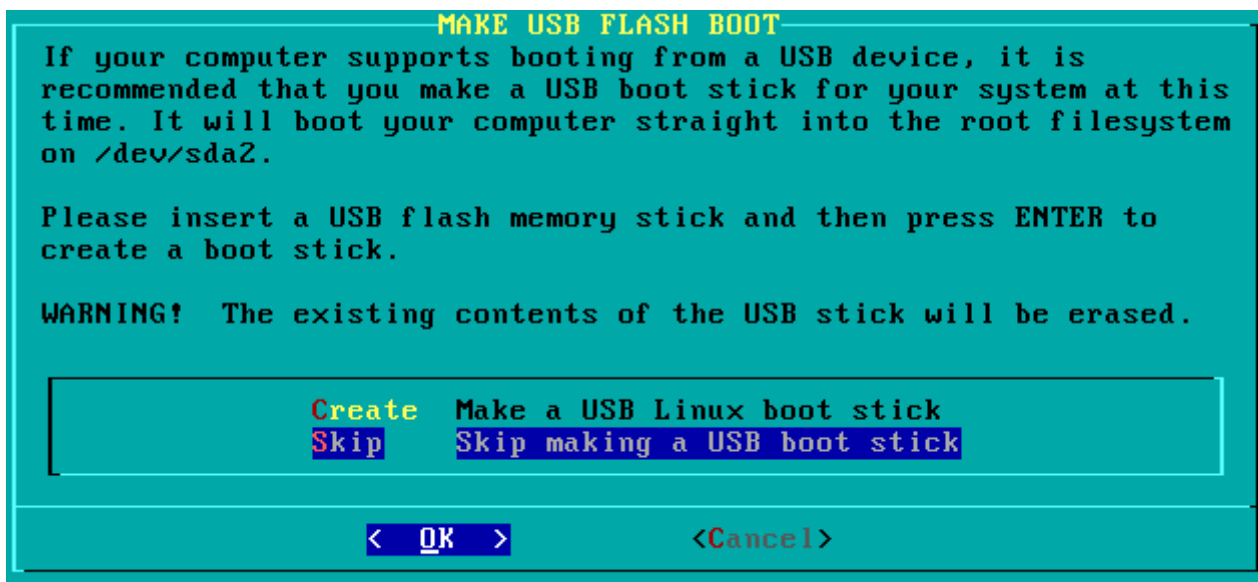 MAKE USB FLASH BOOT
If your computer supports booting from a USB device, it is
recommended that you make a USB boot stick for your system at this
time. It will boot your computer straight into the root filesystem
on /dev/sda2.
Please insert a USB flash memory stick and then press ENTER to
create a boot stick.
WARNING!  The existing contents of the USB stick will be erased.
Create  Make a USB Linux boot stick
Skip  Skip making a USB boot stick
<  OK  > <Cancel>